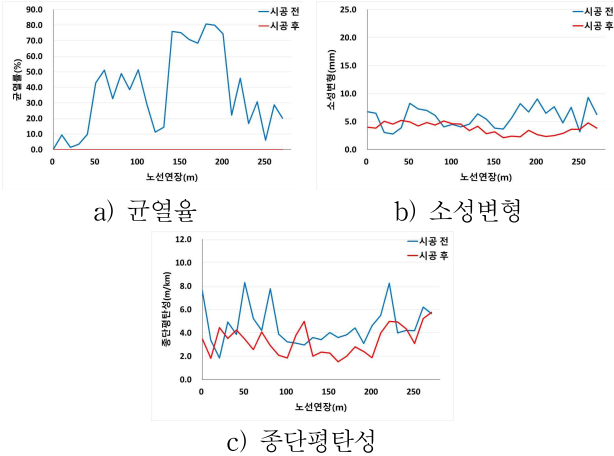 시공 전
시공 후
균열률(%)
90.0
80.0
70.0
60.0
50.0
40.0
30.0
20.0
10.0
0.0
0 50 100 150 200 250
노선연장(m)
a) 균열율
시공 전
시공 후
소성변형(mm)
25.0
20.0
15.0
10.0
5.0
0.0
0 50 100 150 200 250
노선연장(m)
b) 소성변형
시공 전
시공 후
종단평탄성(m/km)
12.0
10.0
8.0
6.0
4.0
2.0
0.0
0 50 100 150 200 250
노선연장(m)
c) 종단평탄성